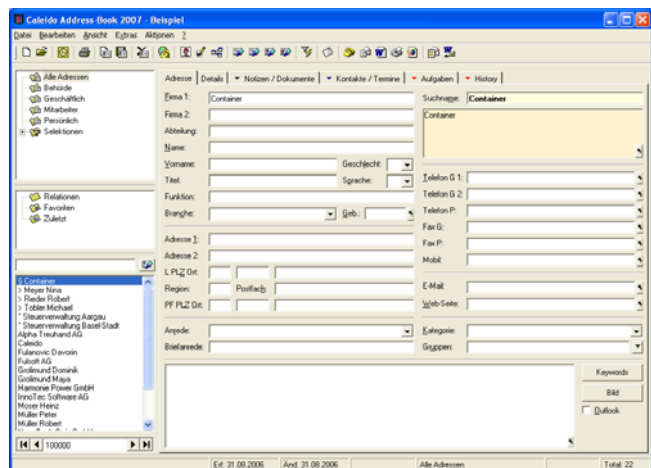 Caleido Address-Book 2007 - Beispiel
Datei Bearbeiten Ansicht Extras Aktionen ?
Alle Adressen
Behörde
Geschäftlich
Mitarbeiter
Persönlich
Selektionen
Relationen
Favoriten
Zuletzt
§ Container
> Meyer Nina
> Rieder Robert
> Tobler Michael
* Steuerverwaltung Aargau
* Steuerverwaltung Basel-Stadt
Alpha Treuhand AG
Caleido
Fulanovic Davorin
Fulsoft AG
Grolimund Dominik
Grolimund Maya
Harmonie Power GmbH
InnoTec Software AG
Moser Heinz
Müller Peter
Müller Robert
100000
Adresse Details Notizen / Dokumente Kontakte / Termine Aufgaben History
Firma 1: Container
Firma 2:
Abteilung:
Name:
Vorname: Geschlecht:
Titel: Sprache:
Funktion:
Branche: Geb.:
Adresse 1:
Adresse 2:
L PLZ Ort:
Region: Postfach:
PF PLZ Ort:
Anrede:
Briefanrede:
Suchname: Container
Container
Telefon G 1:
Telefon G 2:
Telefon P:
Fax G:
Fax P:
Mobil:
E-Mail:
Web-Seite:
Kategorie:
Gruppen:
Keywords
Bild
Outlook
Erf: 31.08.2006 Änd: 31.08.2006 Alle Adressen Total: 22